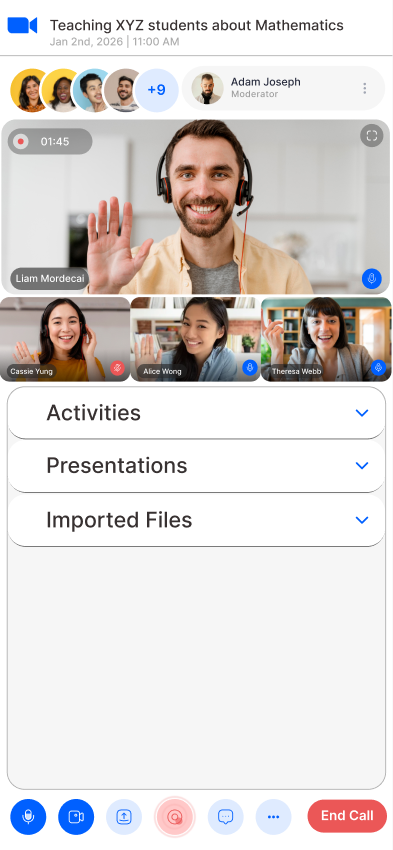 Teaching XYZ students about Mathematics
Jan 2nd, 2026 | 11:00 AM
+9
Adam Joseph
Moderator
01:45
Liam Mordecai
Cassie Yung
Alice Wong
Theresa Webb
Activities
Presentations
Imported Files
End Call